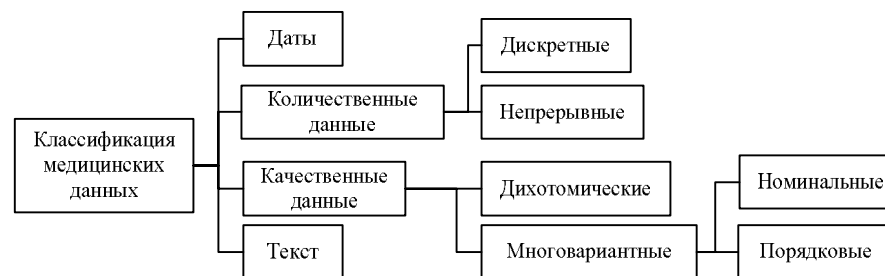 Классификация
медицинских
данных
Даты
Количественные
данные
Дискретные
Непрерывные
Качественные
данные
Дихотомические
Многовариантные
Номинальные
Порядковые
Текст